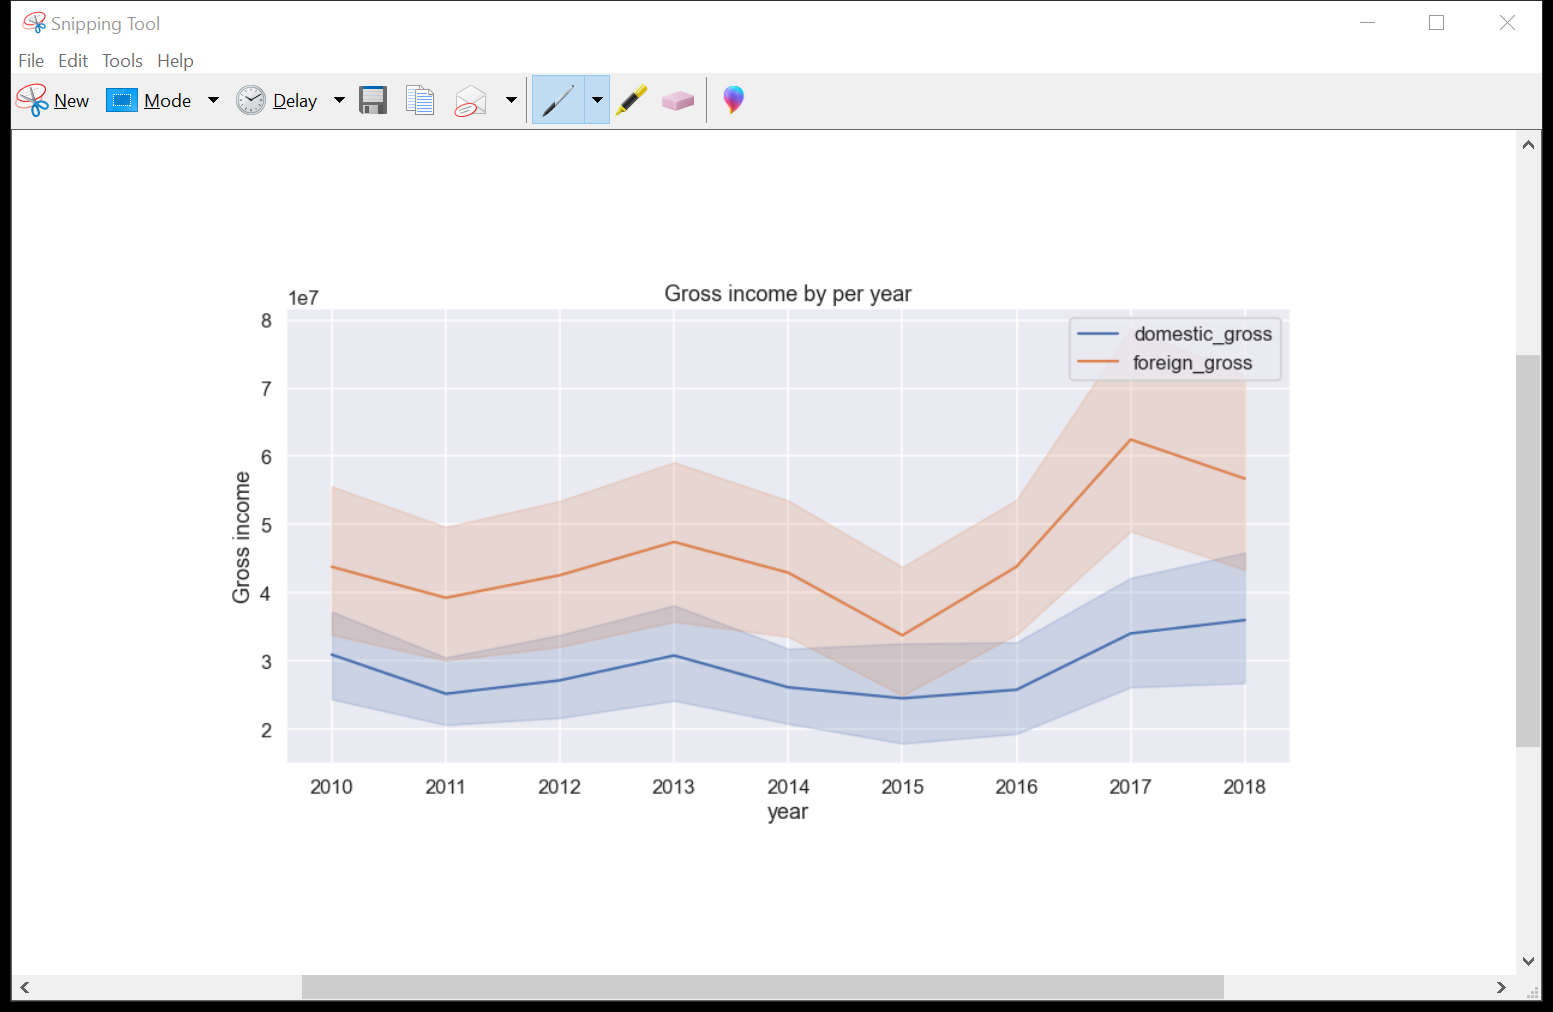 Snipping Tool
File Edit Tools Help
New Mode Delay
Gross income by per year
1e7
domestic_gross
foreign_gross
8
7
6
5
4
3
2
Gross income
2010 2011 2012 2013 2014 2015 2016 2017 2018
year